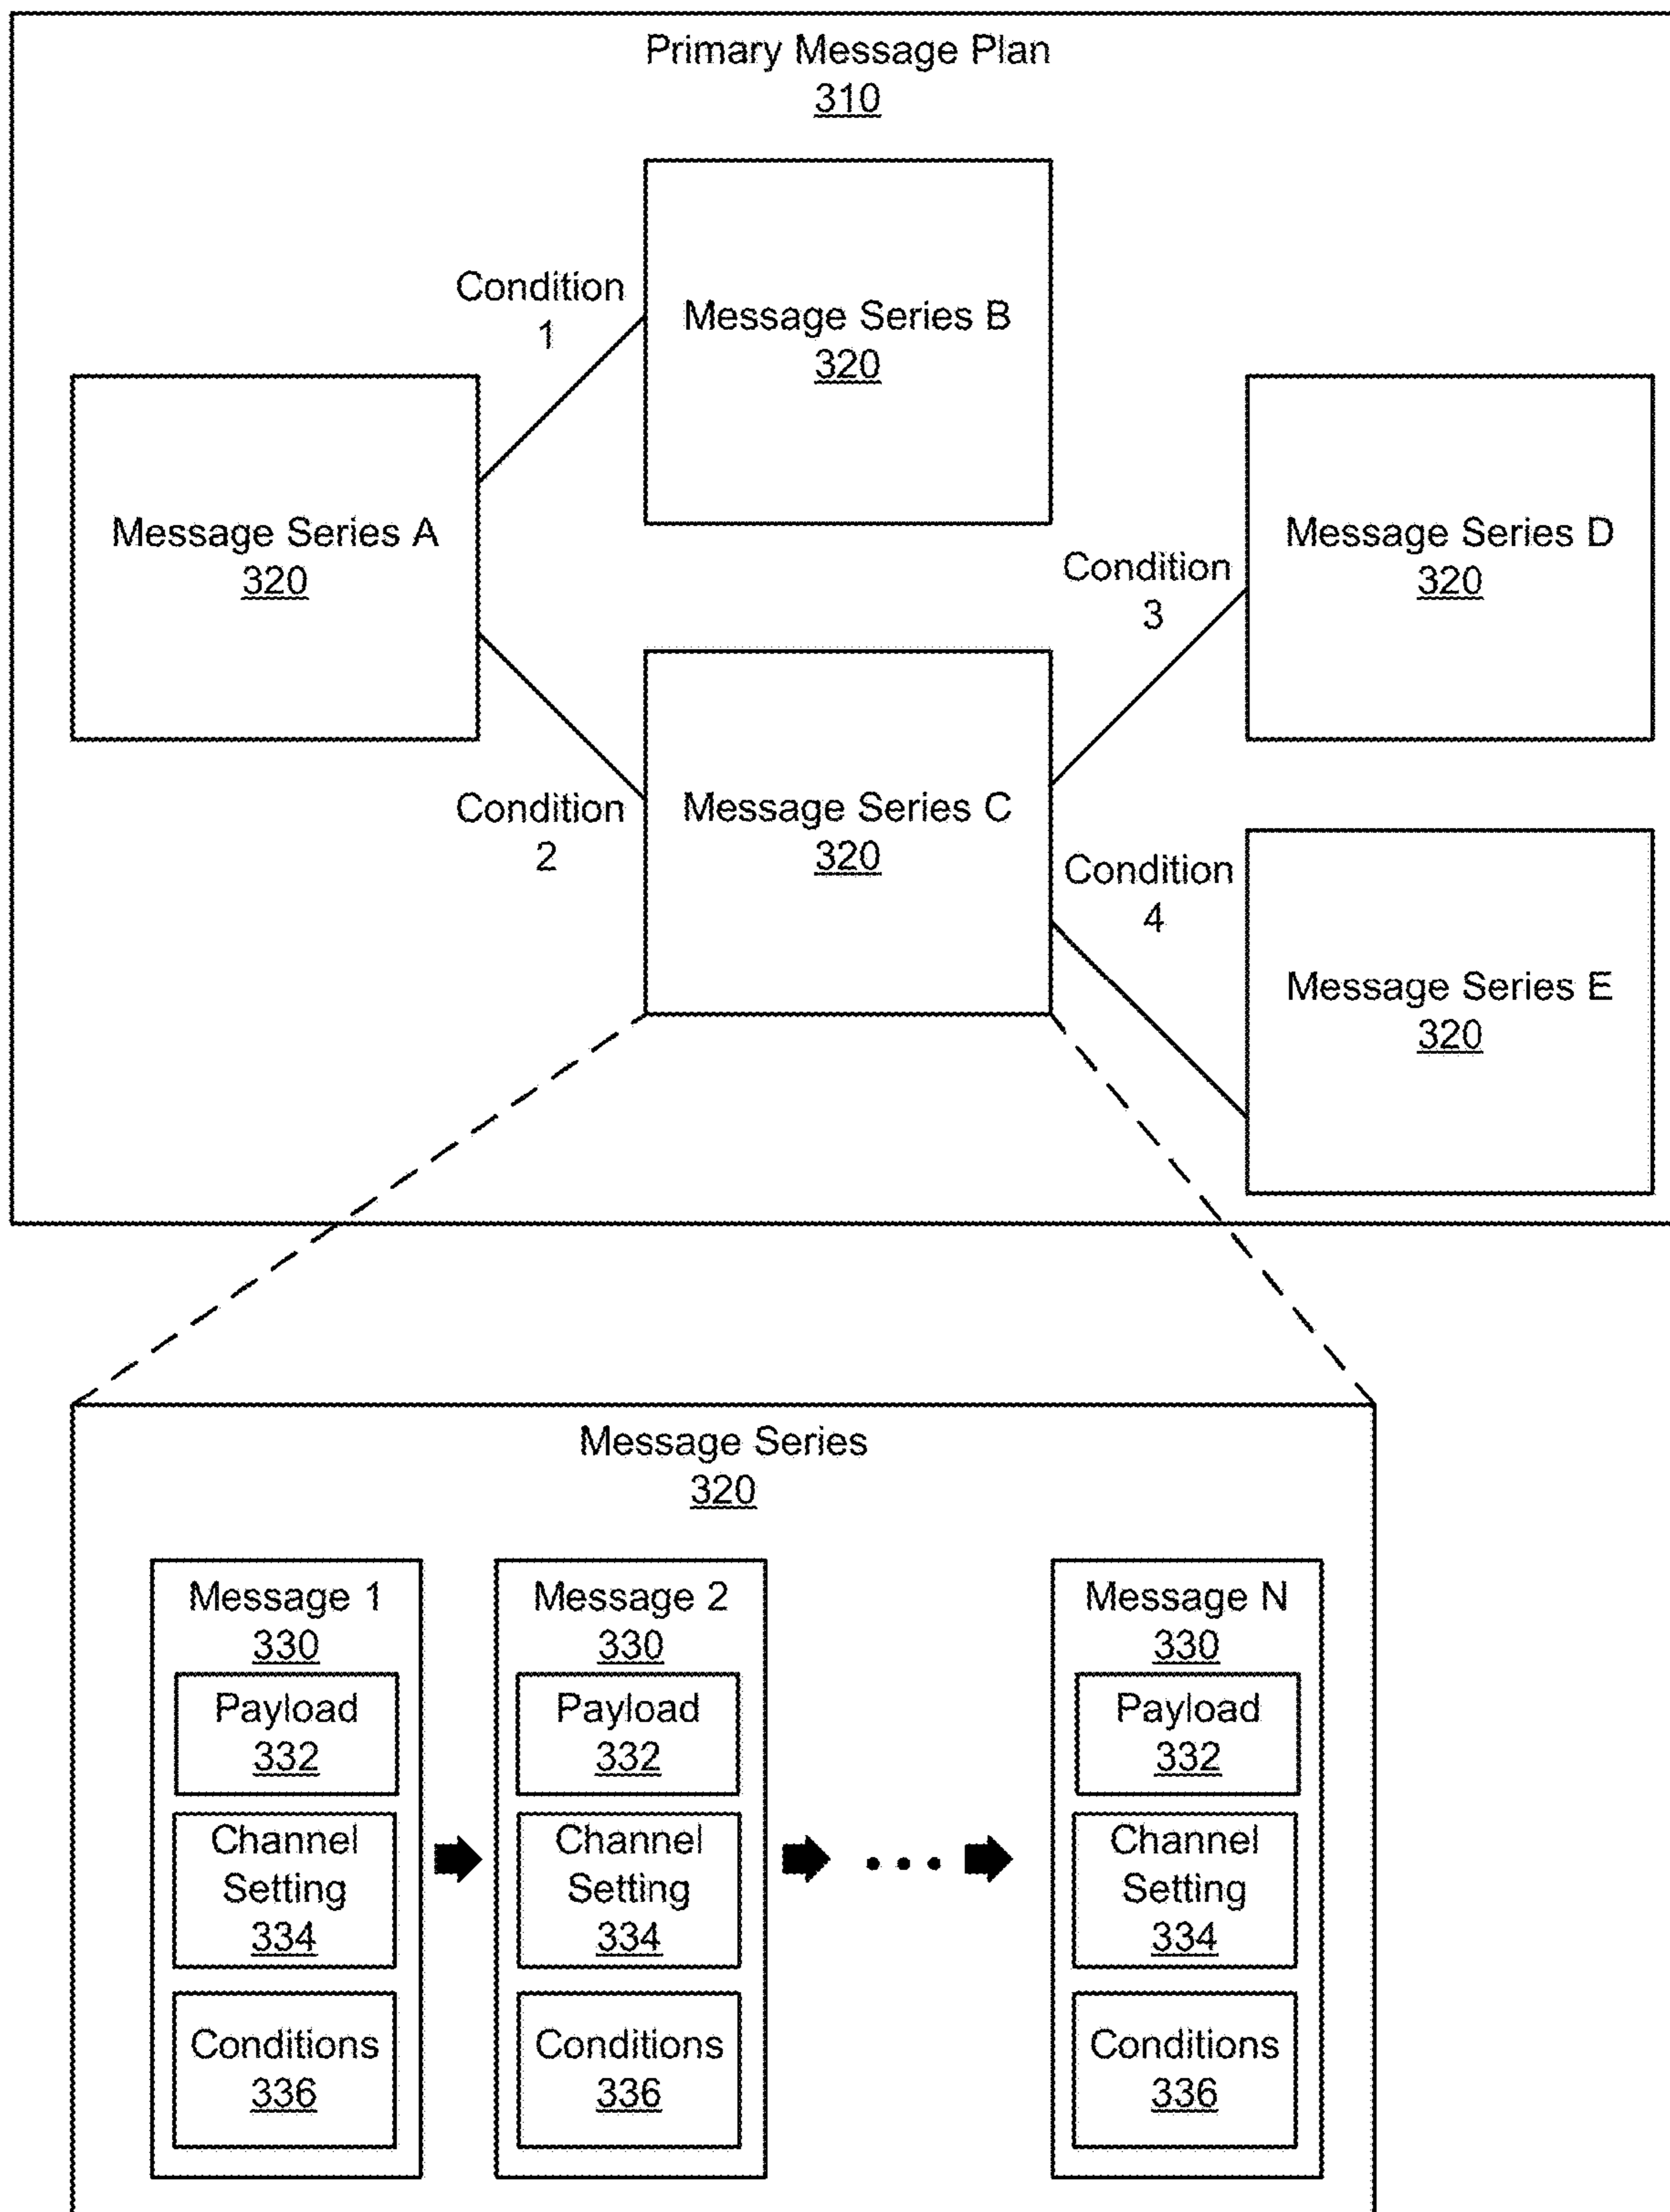 Primary Message Plan
310
Condition
1
Message Series B
320
Message Series A
320
Condition
2
Message Series C
320
Condition
3
Message Series D
320
Condition
4
Message Series E
320
Message Series
320
Message 1
330
Payload
332
Channel
Setting
334
Conditions
336
Message 2
330
Payload
332
Channel
Setting
334
Conditions
336
...
Message N
330
Payload
332
Channel
Setting
334
Conditions
336